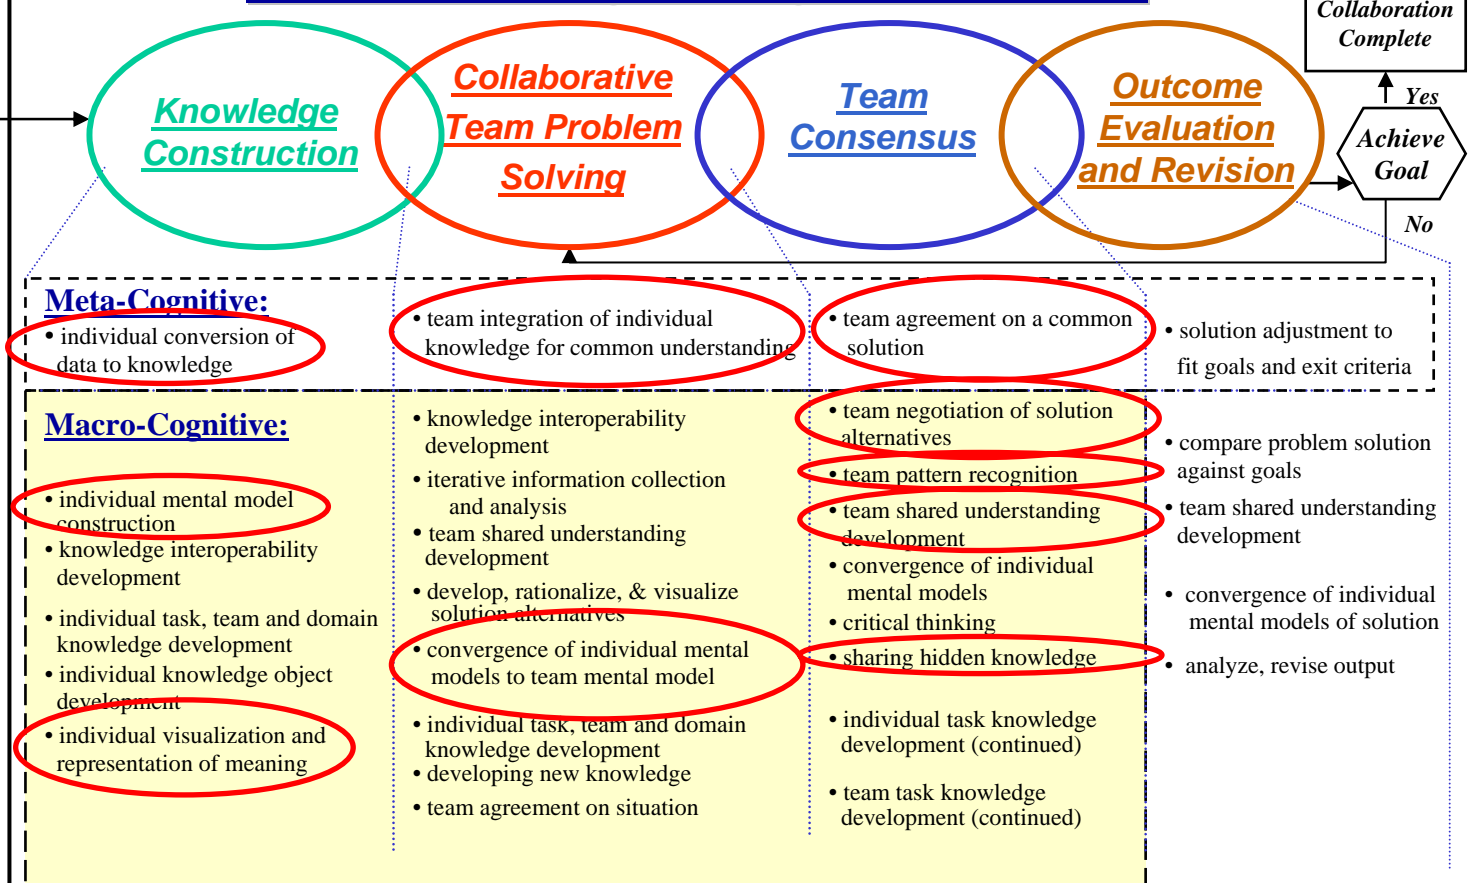 Collaboration
Complete
Knowledge
Construction
Collaborative
Team Problem
Solving
Team
Consensus
Outcome
Evaluation
and Revision
Yes
Achieve
Goal
No
Meta-Cognitive:
• individual conversion of
data to knowledge
• team integration of individual
knowledge for common understanding
• team agreement on a common
solution
• solution adjustment to
fit goals and exit criteria
Macro-Cognitive:
• individual mental model
construction
• knowledge interoperability
development
• individual task, team and domain
knowledge development
• individual knowledge object
development
• individual visualization and
representation of meaning
• knowledge interoperability
development
• iterative information collection
and analysis
• team shared understanding
development
• develop, rationalize, & visualize
solution alternatives
• convergence of individual mental
models to team mental model
• individual task, team and domain
knowledge development
• developing new knowledge
• team agreement on situation
• team negotiation of solution
alternatives
• team pattern recognition
• team shared understanding
development
• convergence of individual
mental models
• critical thinking
• sharing hidden knowledge
• individual task knowledge
development (continued)
• team task knowledge
development (continued)
• compare problem solution
against goals
• team shared understanding
development
• convergence of individual
mental models of solution
• analyze, revise output